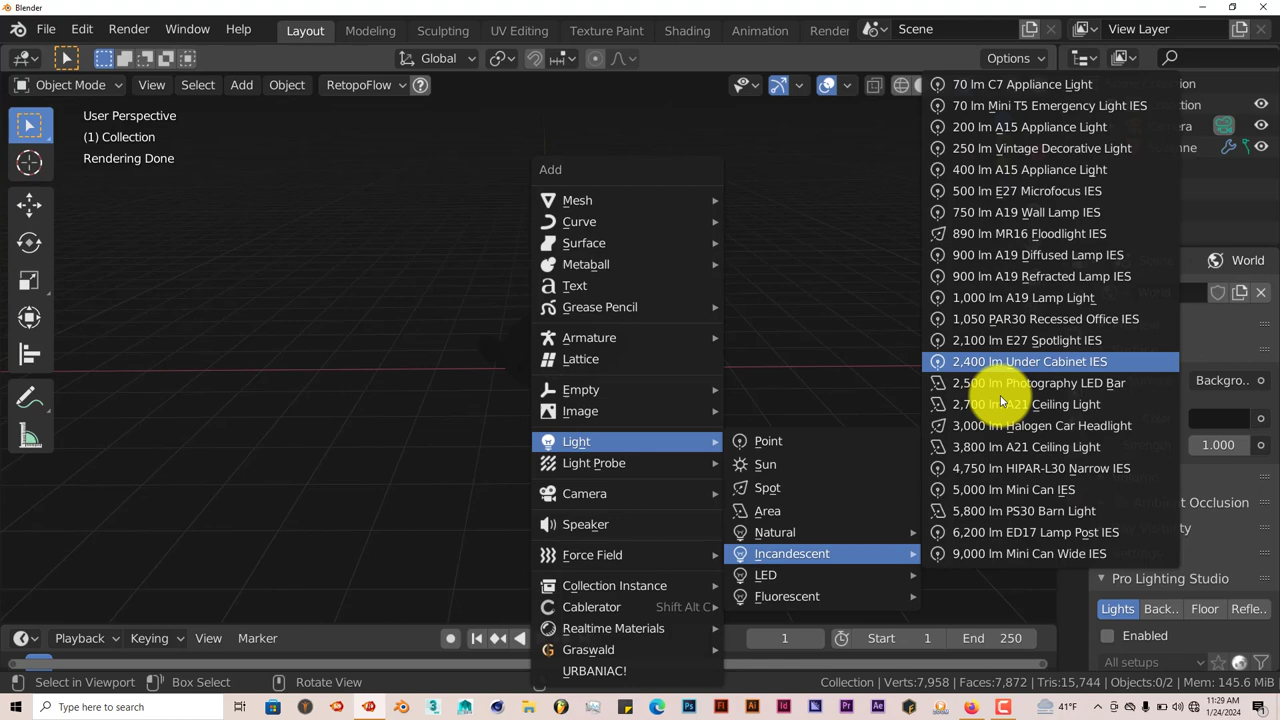 Blender
File Edit Render Window Help Layout Modeling Sculpting UV Editing Texture Paint Shading Animation Scene View Layer
Global Options
Object Mode View Select Add Object RetopoFlow
User Perspective
(1) Collection
Rendering Done
Add
Mesh
Curve
Surface
Metaball
Text
Grease Pencil
Armature
Lattice
Empty
Image
Light
Light Probe
Camera
Speaker
Force Field
Collection Instance
Cablerator Shift Alt C
Realtime Materials
Graswald
URBANIAC!
Point
Sun
Spot
Area
Natural
Incandescent
LED
Fluorescent
70 lm C7 Appliance Light
70 lm Mini T5 Emergency Light IES
200 lm A15 Appliance Light
250 lm Vintage Decorative Light
400 lm A15 Appliance Light
500 lm E27 Microfocus IES
750 lm A19 Wall Lamp IES
890 lm MR16 Floodlight IES
900 lm A19 Diffused Lamp IES
900 lm A19 Refracted Lamp IES
1,000 lm A19 Lamp Light
1,050 PAR30 Recessed Office IES
2,100 lm E27 Spotlight IES
2,400 lm Under Cabinet IES
2,500 lm Photography LED Bar
2,700 lm A21 Ceiling Light
3,000 lm Halogen Car Headlight
3,800 lm A21 Ceiling Light
4,750 lm HIPAR-L30 Narrow IES
5,000 lm Mini Can IES
5,800 lm PS30 Barn Light
6,200 lm ED17 Lamp Post IES
9,000 lm Mini Can Wide IES
World
Backgro..
1.000
Pro Lighting Studio
Lights Back.. Floor Refle..
Enabled
All setups
Playback Keying View Marker 1 Start 1 End 250
Select Box Select Rotate View Collection | Verts:7,958 | Faces:7,872 | Tris:15,744 | Objects:0/2 | Mem: 145.6 MiB
Type here to search 41°F 11:29 AM
1/24/2024